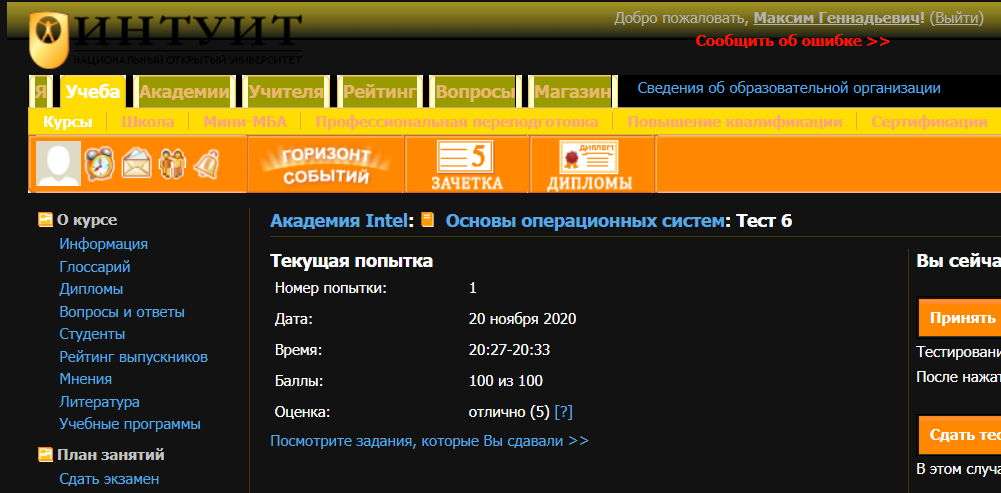 Добро пожаловать, Максим Геннадьевич! (Выйти)
ИНТУИТ
НАЦИОНАЛЬНЫЙ ОТКРЫТЫЙ УНИВЕРСИТЕТ
Сообщить об ошибке >>
Я Учеба Академии Учителя Рейтинг Вопросы Магазин Сведения об образовательной организации
Курсы Школа Мини-МБА Профессиональная переподготовка Повышение квалификации Сертификации
ГОРИЗОНТ СОБЫТИЙ
5
ЗАЧЕТКА
ДИПЛОМ
ДИПЛОМЫ
О курсе
Информация
Глоссарий
Дипломы
Вопросы и ответы
Студенты
Рейтинг выпускников
Мнения
Литература
Учебные программы
План занятий
Сдать экзамен
Академия Intel: Основы операционных систем: Тест 6
Текущая попытка
Номер попытки: 1
Дата: 20 ноября 2020
Время: 20:27-20:33
Баллы: 100 из 100
Оценка: отлично (5) [?]
Посмотрите задания, которые Вы сдавали >>
Вы сейча
Принять
Тестировани
После нажат
Сдать тес
В этом случа